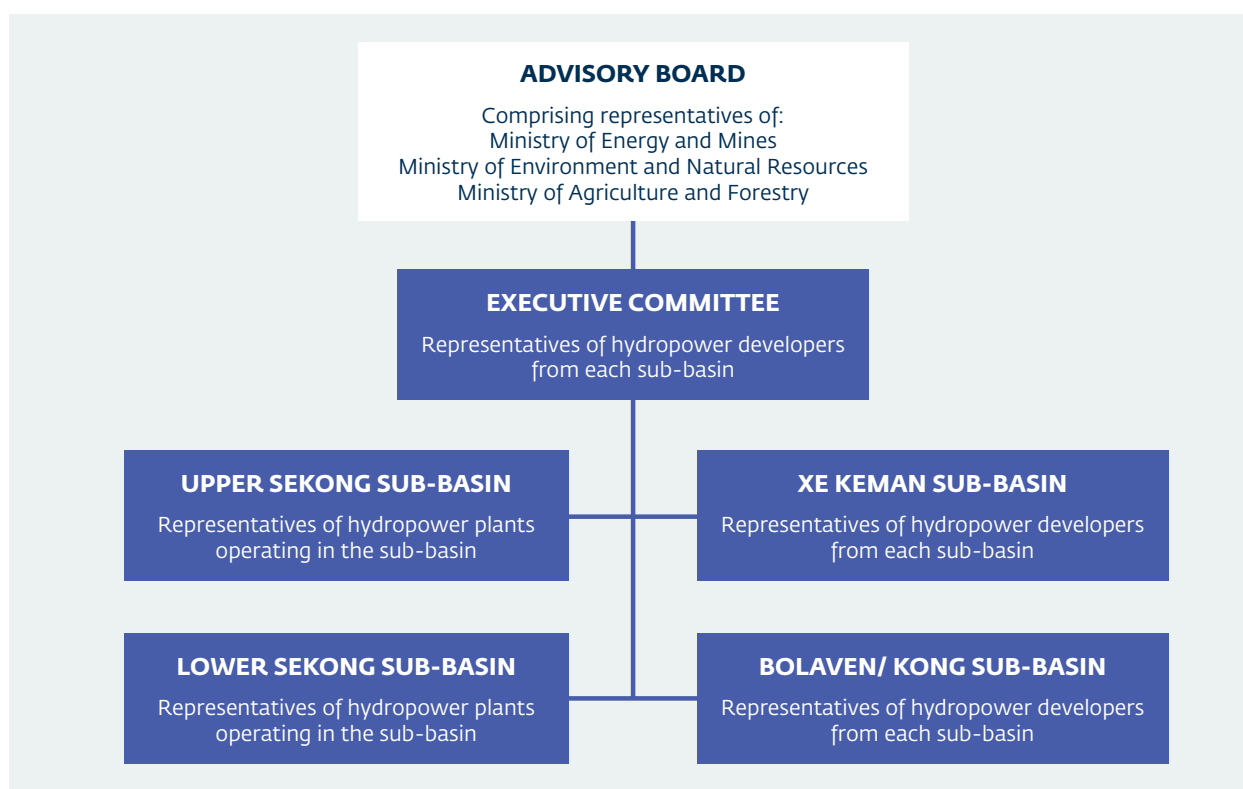 ADVISORY BOARD
Comprising representatives of:
Ministry of Energy and Mines
Ministry of Environment and Natural Resources
Ministry of Agriculture and Forestry
EXECUTIVE COMMITTEE
Representatives of hydropower developers
from each sub-basin
UPPER SEKONG SUB-BASIN
Representatives of hydropower plants
operating in the sub-basin
XE KEMAN SUB-BASIN
Representatives of hydropower developers
from each sub-basin
LOWER SEKONG SUB-BASIN
Representatives of hydropower plants
operating in the sub-basin
BOLAVEN/ KONG SUB-BASIN
Representatives of hydropower developers
from each sub-basin